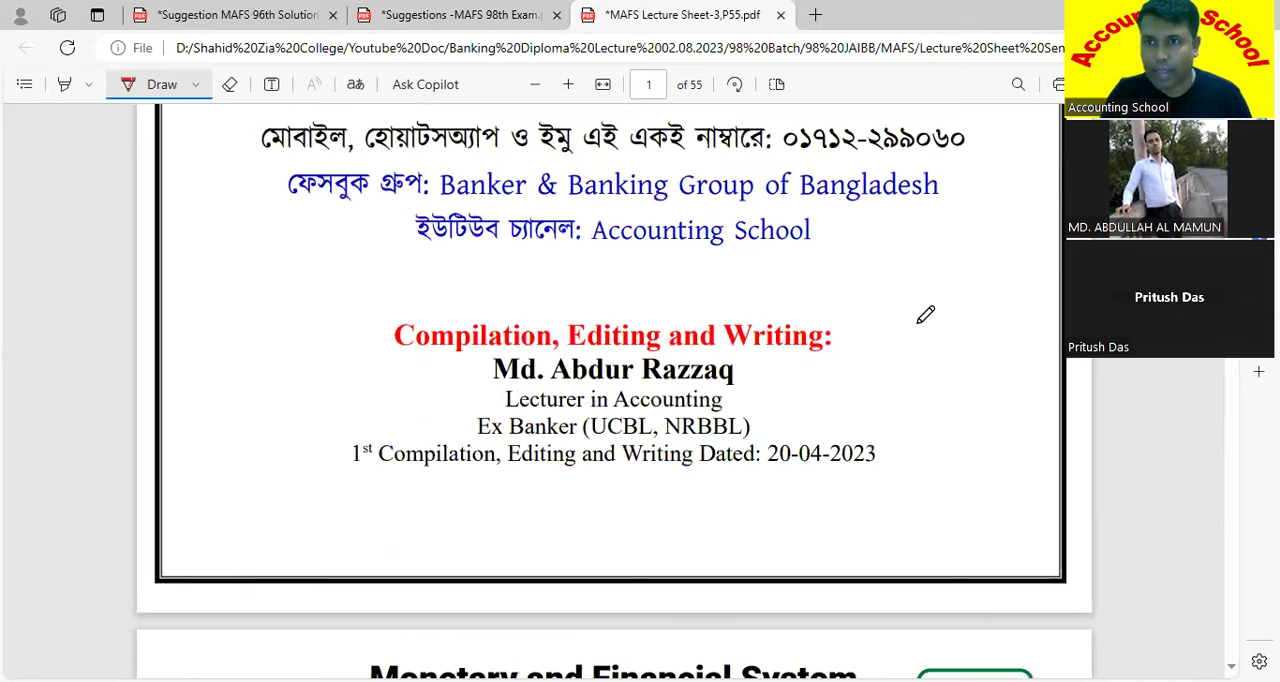 *Suggestion MAFS 96th Solution
*Suggestions -MAFS 98th Exam.
*MAFS Lecture Sheet-3,P55.pdf
File
D:/Shahid%20Zia%20College/Youtube%20Doc/Banking%20Diploma%20Lecture%2002.08.2023/98%20Batch/98%20JAIBB/MAFS/Lecture%20Sheet%20Sen
Draw
aあ
Ask Copilot
1 of 55
মোবাইল, হোয়াটসঅ্যাপ ও ইমু এই একই নাম্বারে: ০১৭১২-২৯৯০৬০
ফেসবুক গ্রুপ: Banker & Banking Group of Bangladesh
ইউটিউব চ্যানেল: Accounting School
Compilation, Editing and Writing:
Md. Abdur Razzaq
Lecturer in Accounting
Ex Banker (UCBL, NRBBL)
1st Compilation, Editing and Writing Dated: 20-04-2023
Monetary and Financial System
Accounting School
MD. ABDULLAH AL MAMUN
Pritush Das
Pritush Das